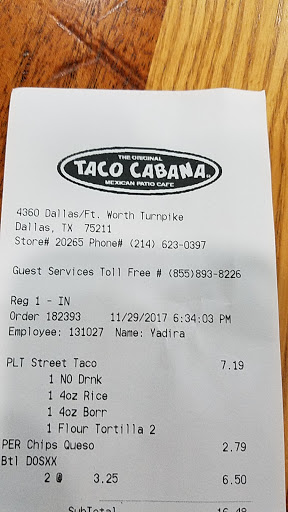 THE ORIGINAL
TACO CABANA
MEXICAN PATIO CAFE
4360 Dallas/Ft. Worth Turnpike
Dallas, TX 75211
Store# 20265 Phone# (214) 623-0397
Guest Services Toll Free # (855)893-8226
Reg 1 - IN
Order 182393 11/29/2017 6:34:03 PM
Employee: 131027 Name: Yadira
PLT Street Taco 7.19
1 NO Drnk
1 4oz Rice
1 4oz Borr
1 Flour Tortilla 2
PER Chips Queso 2.79
Btl DOSXX
2 @ 3.25 6.50
SubTotal 16.48